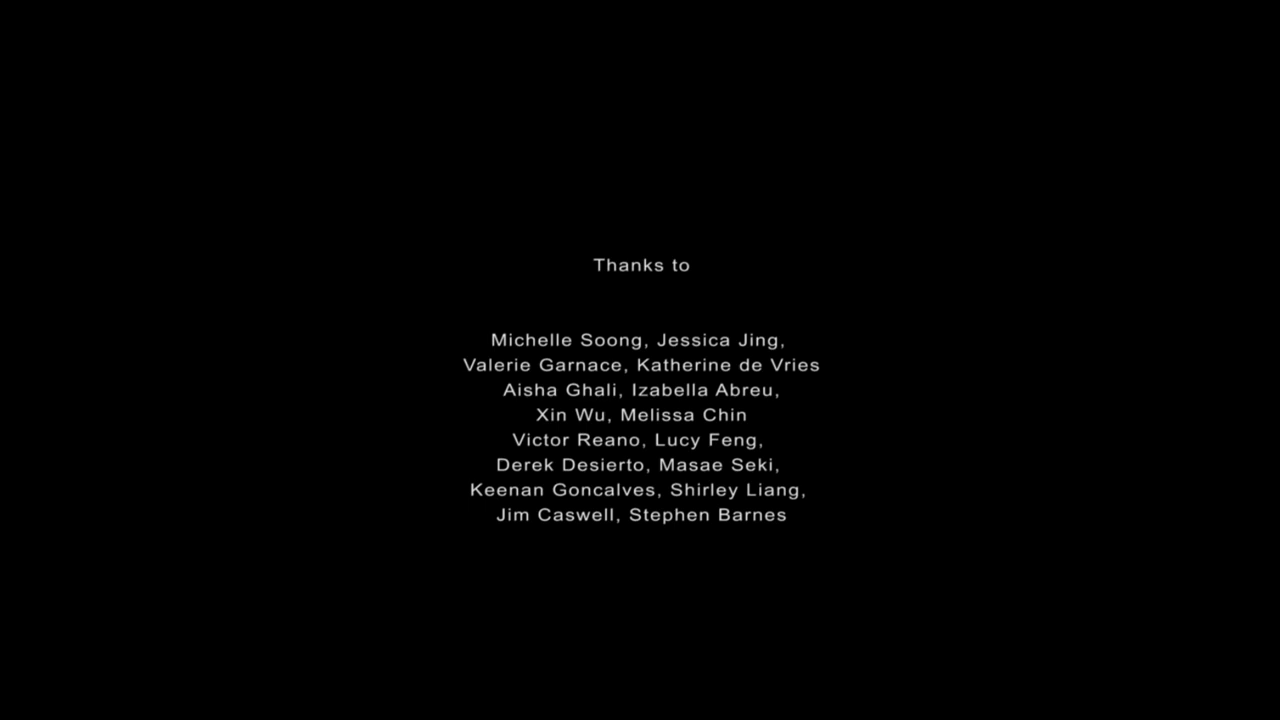 Thanks to
Michelle Soong, Jessica Jing,
Valerie Garnace, Katherine de Vries
Aisha Ghali, Izabella Abreu,
Xin Wu, Melissa Chin
Victor Reano, Lucy Feng,
Derek Desierto, Masae Seki,
Keenan Goncalves, Shirley Liang,
Jim Caswell, Stephen Barnes